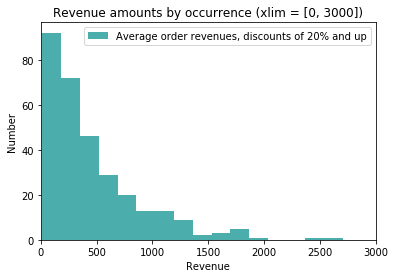 Revenue amounts by occurrence (xlim = [0, 3000])
Average order revenues, discounts of 20% and up
80
60
40
20
0
Number
0 500 1000 1500 2000 2500 3000
Revenue